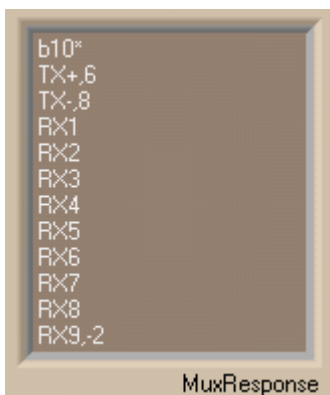 b10*
TX+,6
TX-,8
RX1
RX2
RX3
RX4
RX5
RX6
RX7
RX8
RX9,-2
MuxResponse